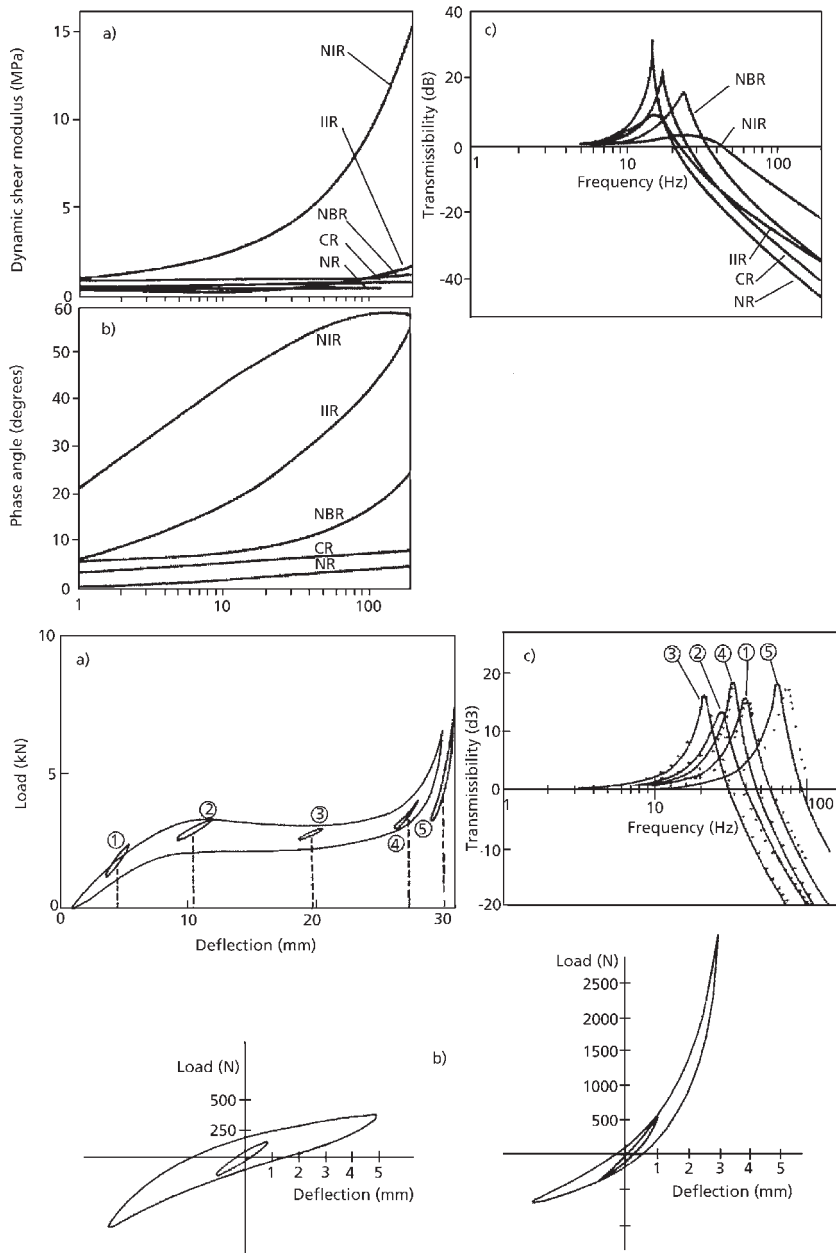 a)
Dynamic shear modulus (MPa)
15
10
5
0
NIR
IIR
NBR
CR
NR
b)
Phase angle (degrees)
60
50
40
30
20
10
0
NIR
IIR
NBR
CR
NR
1
10
100
c)
Transmissibility (dB)
40
20
0
-20
-40
NBR
NIR
1
10
100
Frequency (Hz)
IIR
CR
NR
a)
Load (kN)
10
5
0
① ② ③ ④ ⑤
0 10 20 30
Deflection (mm)
c)
③ ② ④ ① ⑤
Transmissibility (d3)
20
10
0
-10
-20
1
10
100
Frequency (Hz)
b)
Load (N)
500
250
1 2 3 4 5
Deflection (mm)
Load (N)
2500
2000
1500
1000
500
1 2 3 4 5
Deflection (mm)